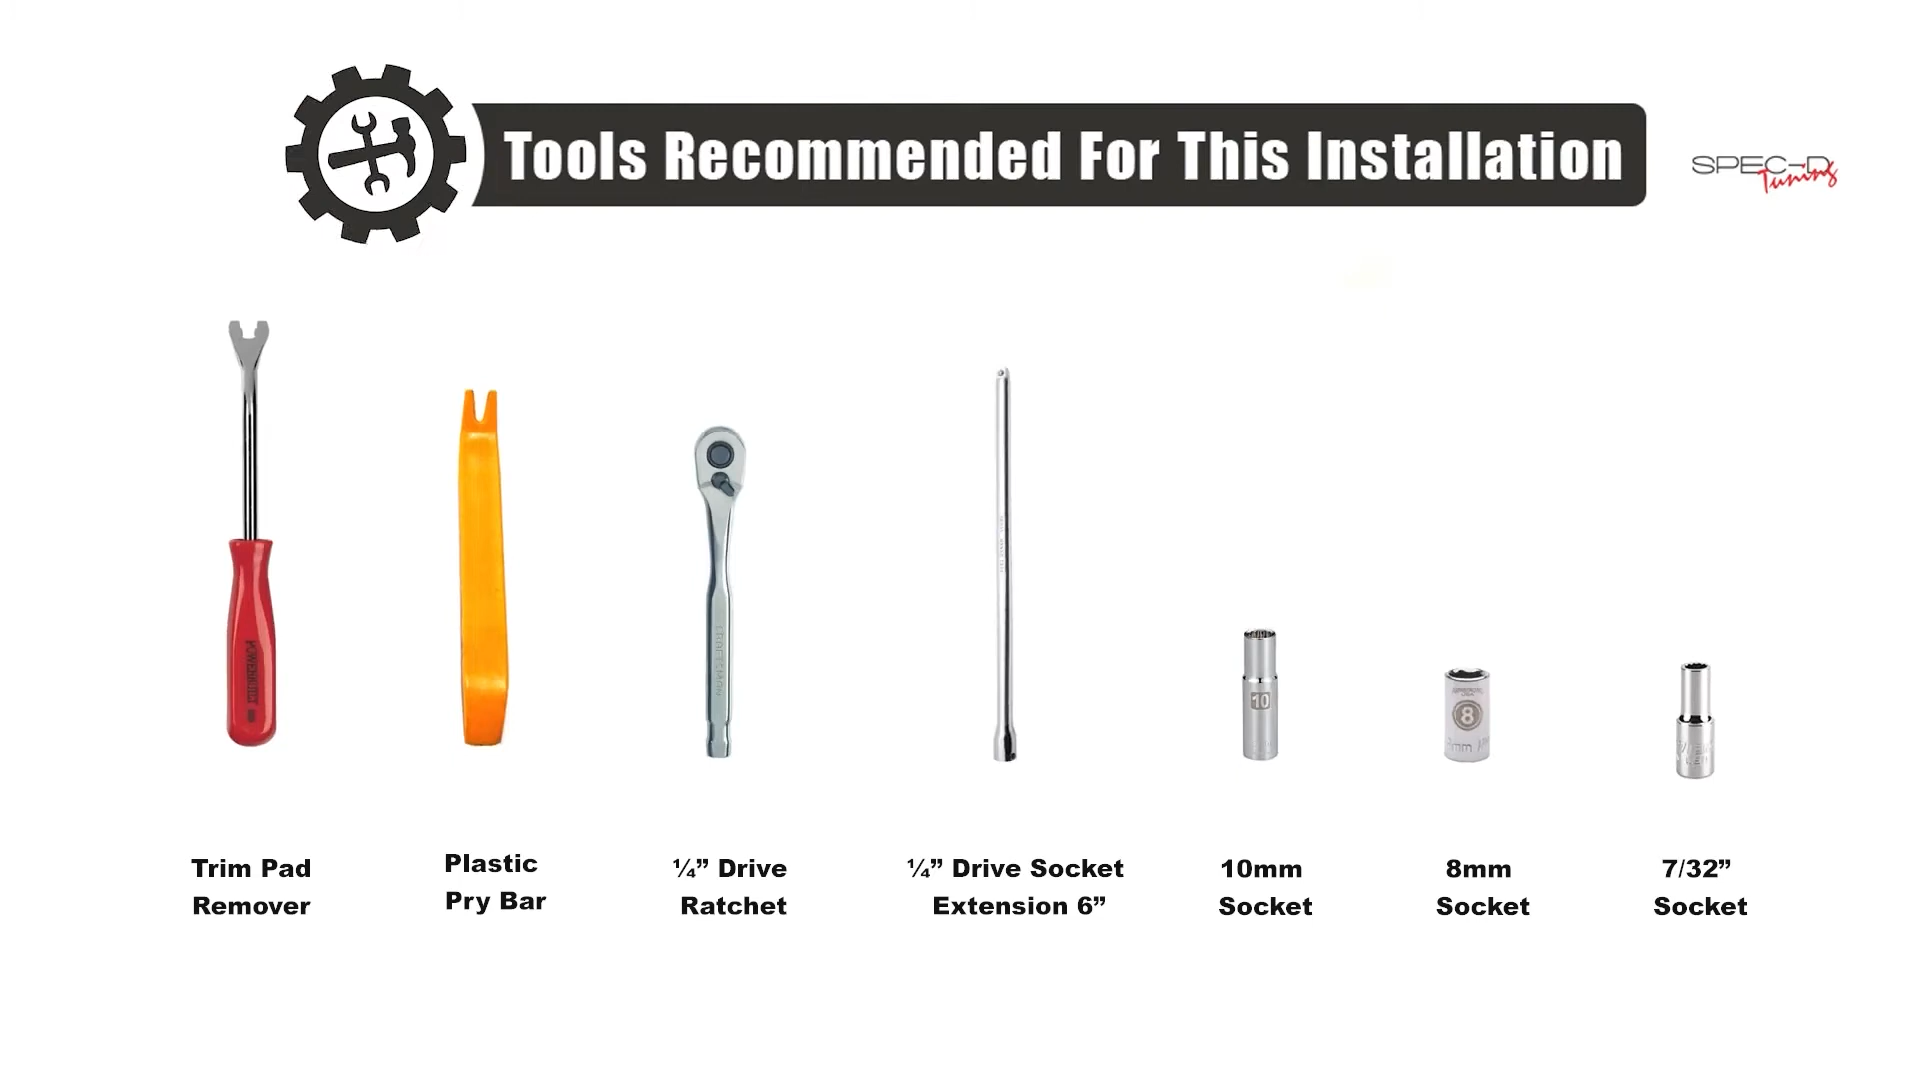 Tools Recommended For This Installation
SPEC-D
Tuning
10
8
Trim Pad
Remover
Plastic
Pry Bar
¼” Drive
Ratchet
¼” Drive Socket
Extension 6”
10mm
Socket
8mm
Socket
7/32”
Socket